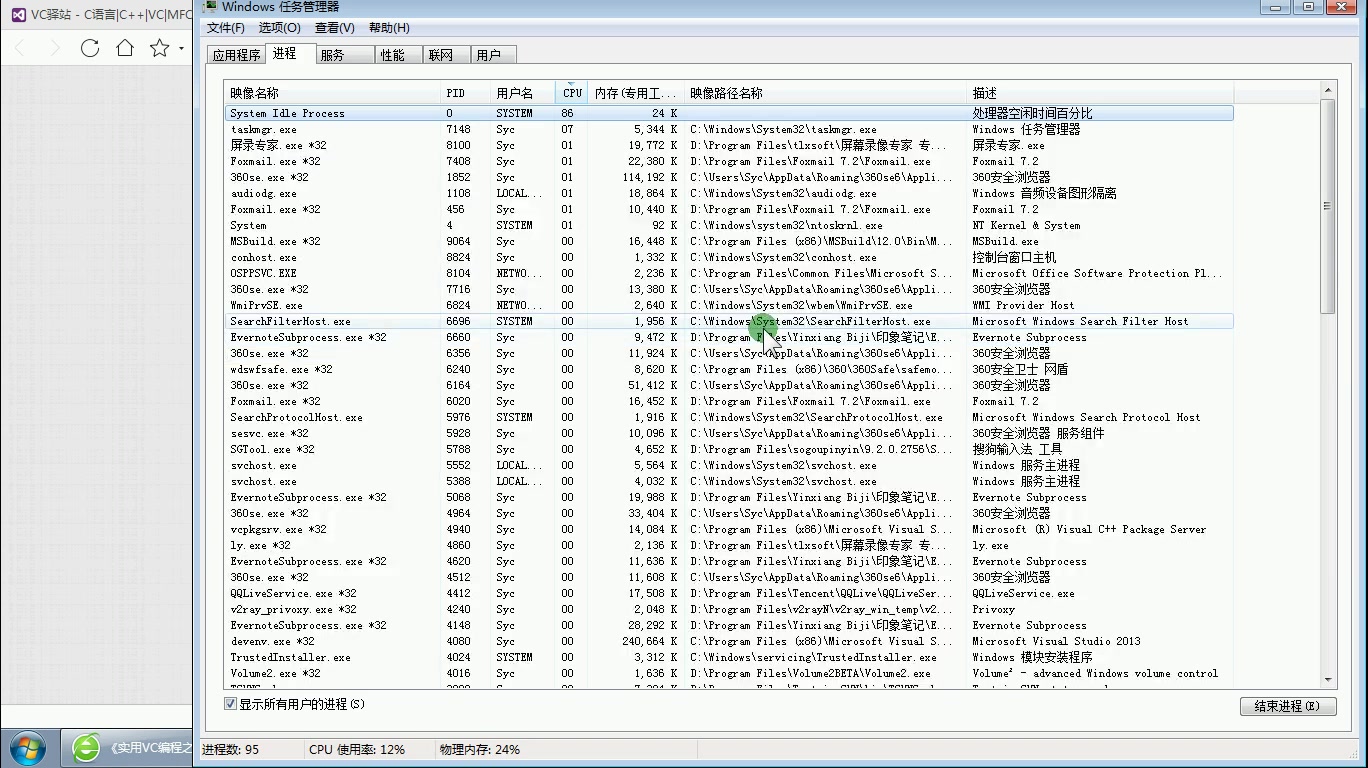 VC驿站 - C语言|C++|VC|MFC
Windows 任务管理器
文件(F) 选项(O) 查看(V) 帮助(H)
应用程序 进程 服务 性能 联网 用户
映像名称 PID 用户名 CPU 内存(专用工... 映像路径名称 描述
System Idle Process 0 SYSTEM 86 24 K 处理器空闲时间百分比
taskmgr.exe 7148 Syc 07 5,344 K C:\Windows\System32\taskmgr.exe Windows 任务管理器
屏录专家.exe *32 8100 Syc 01 19,772 K D:\Program Files\tlxsoft\屏幕录像专家 专... 屏录专家.exe
Foxmail.exe *32 7408 Syc 01 22,380 K D:\Program Files\Foxmail 7.2\Foxmail.exe Foxmail 7.2
360se.exe *32 1852 Syc 01 114,192 K C:\Users\Syc\AppData\Roaming\360se6\Appli... 360安全浏览器
audiodg.exe 1108 LOCAL... 01 18,864 K C:\Windows\System32\audiodg.exe Windows 音频设备图形隔离
Foxmail.exe *32 456 Syc 01 10,440 K D:\Program Files\Foxmail 7.2\Foxmail.exe Foxmail 7.2
System 4 SYSTEM 01 92 K C:\Windows\system32\ntoskrnl.exe NT Kernel & System
MSBuild.exe *32 9064 Syc 00 16,448 K C:\Program Files (x86)\MSBuild\12.0\Bin\M... MSBuild.exe
conhost.exe 8824 Syc 00 1,332 K C:\Windows\System32\conhost.exe 控制台窗口主机
OSPPSVC.EXE 8104 NETWO... 00 2,236 K C:\Program Files\Common Files\Microsoft S... Microsoft Office Software Protection Pl...
360se.exe *32 7716 Syc 00 13,380 K C:\Users\Syc\AppData\Roaming\360se6\Appli... 360安全浏览器
WmiPrvSE.exe 6824 NETWO... 00 2,640 K C:\Windows\System32\wbem\WmiPrvSE.exe WMI Provider Host
SearchFilterHost.exe 6696 SYSTEM 00 1,956 K C:\Windows\System32\SearchFilterHost.exe Microsoft Windows Search Filter Host
EvernoteSubprocess.exe *32 6660 Syc 00 9,472 K D:\Program Files\Yinxiang Biji\印象笔记\E... Evernote Subprocess
360se.exe *32 6356 Syc 00 11,924 K C:\Users\Syc\AppData\Roaming\360se6\Appli... 360安全浏览器
wdswfsafe.exe *32 6240 Syc 00 8,620 K C:\Program Files (x86)\360\360Safe\safemo... 360安全卫士 网盾
360se.exe *32 6164 Syc 00 51,412 K C:\Users\Syc\AppData\Roaming\360se6\Appli... 360安全浏览器
Foxmail.exe *32 6020 Syc 00 16,452 K D:\Program Files\Foxmail 7.2\Foxmail.exe Foxmail 7.2
SearchProtocolHost.exe 5976 SYSTEM 00 1,916 K C:\Windows\System32\SearchProtocolHost.exe Microsoft Windows Search Protocol Host
sesvc.exe *32 5928 Syc 00 10,096 K C:\Users\Syc\AppData\Roaming\360se6\Appli... 360安全浏览器 服务组件
SGTool.exe *32 5788 Syc 00 4,652 K D:\Program Files\sogoupinyin\9.2.0.2756\S... 搜狗输入法 工具
svchost.exe 5552 LOCAL... 00 5,564 K C:\Windows\System32\svchost.exe Windows 服务主进程
svchost.exe 5388 LOCAL... 00 4,032 K C:\Windows\System32\svchost.exe Windows 服务主进程
EvernoteSubprocess.exe *32 5068 Syc 00 19,988 K D:\Program Files\Yinxiang Biji\印象笔记\E... Evernote Subprocess
360se.exe *32 4964 Syc 00 33,404 K C:\Users\Syc\AppData\Roaming\360se6\Appli... 360安全浏览器
vcpkgsrv.exe *32 4940 Syc 00 14,084 K C:\Program Files (x86)\Microsoft Visual S... Microsoft (R) Visual C++ Package Server
ly.exe *32 4860 Syc 00 2,136 K D:\Program Files\tlxsoft\屏幕录像专家 专... ly.exe
EvernoteSubprocess.exe *32 4620 Syc 00 11,636 K D:\Program Files\Yinxiang Biji\印象笔记\E... Evernote Subprocess
360se.exe *32 4512 Syc 00 11,608 K C:\Users\Syc\AppData\Roaming\360se6\Appli... 360安全浏览器
QQLiveService.exe *32 4412 Syc 00 17,508 K D:\Program Files\Tencent\QQLive\QQLiveSer... QQLiveService.exe
v2ray_privoxy.exe *32 4240 Syc 00 2,048 K D:\Program Files\v2rayN\v2ray_win_temp\v2... Privoxy
EvernoteSubprocess.exe *32 4148 Syc 00 28,292 K D:\Program Files\Yinxiang Biji\印象笔记\E... Evernote Subprocess
devenv.exe *32 4080 Syc 00 240,664 K C:\Program Files (x86)\Microsoft Visual S... Microsoft Visual Studio 2013
TrustedInstaller.exe 4024 SYSTEM 00 3,312 K C:\Windows\servicing\TrustedInstaller.exe Windows 模块安装程序
Volume2.exe *32 4016 Syc 00 1,636 K D:\Program Files\Volume2BETA\Volume2.exe Volume² - advanced Windows volume control
显示所有用户的进程(S) 结束进程(E)
《实用VC编程之 进程数: 95 CPU 使用率: 12% 物理内存: 24%